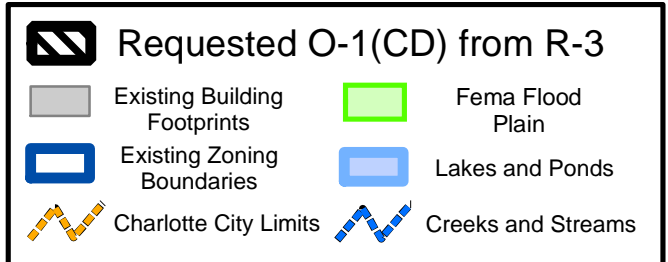 Requested O-1(CD) from R-3
Existing Building
Footprints
Fema Flood
Plain
Existing Zoning
Boundaries
Lakes and Ponds
Charlotte City Limits
Creeks and Streams